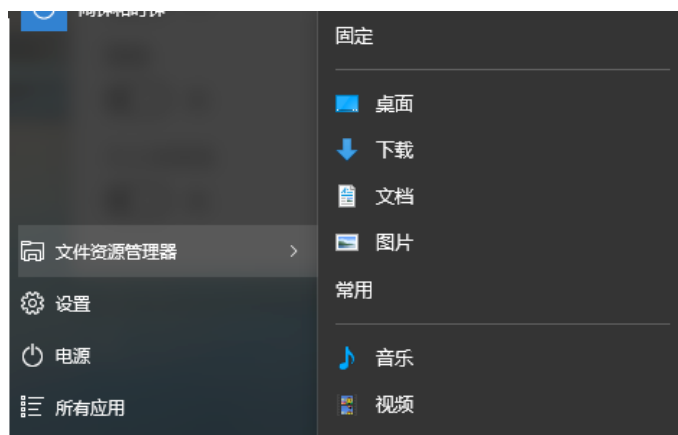 固定
桌面
下载
文档
图片
常用
音乐
视频
文件资源管理器
设置
电源
所有应用